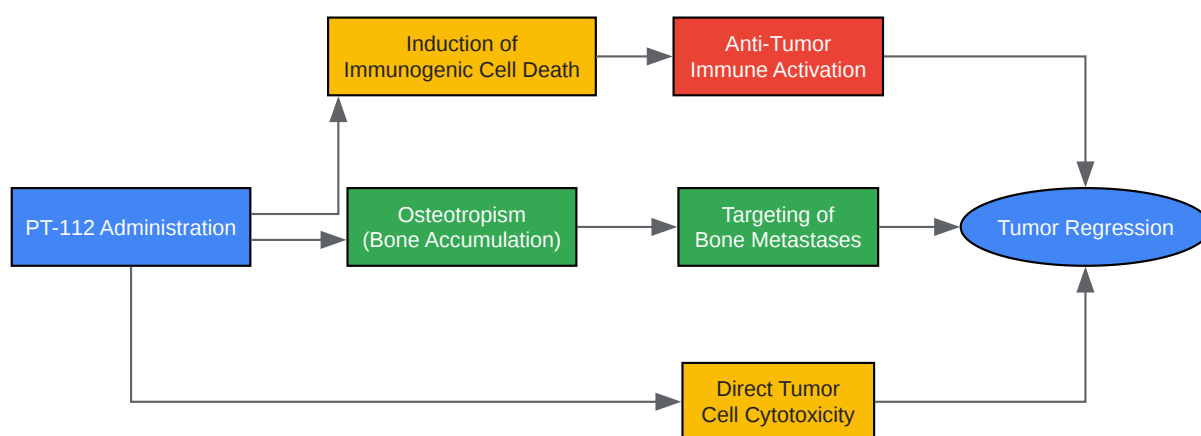 Induction of
Immunogenic Cell Death
Anti-Tumor
Immune Activation
PT-112 Administration
Osteotropism
(Bone Accumulation)
Targeting of
Bone Metastases
Tumor Regression
Direct Tumor
Cell Cytotoxicity